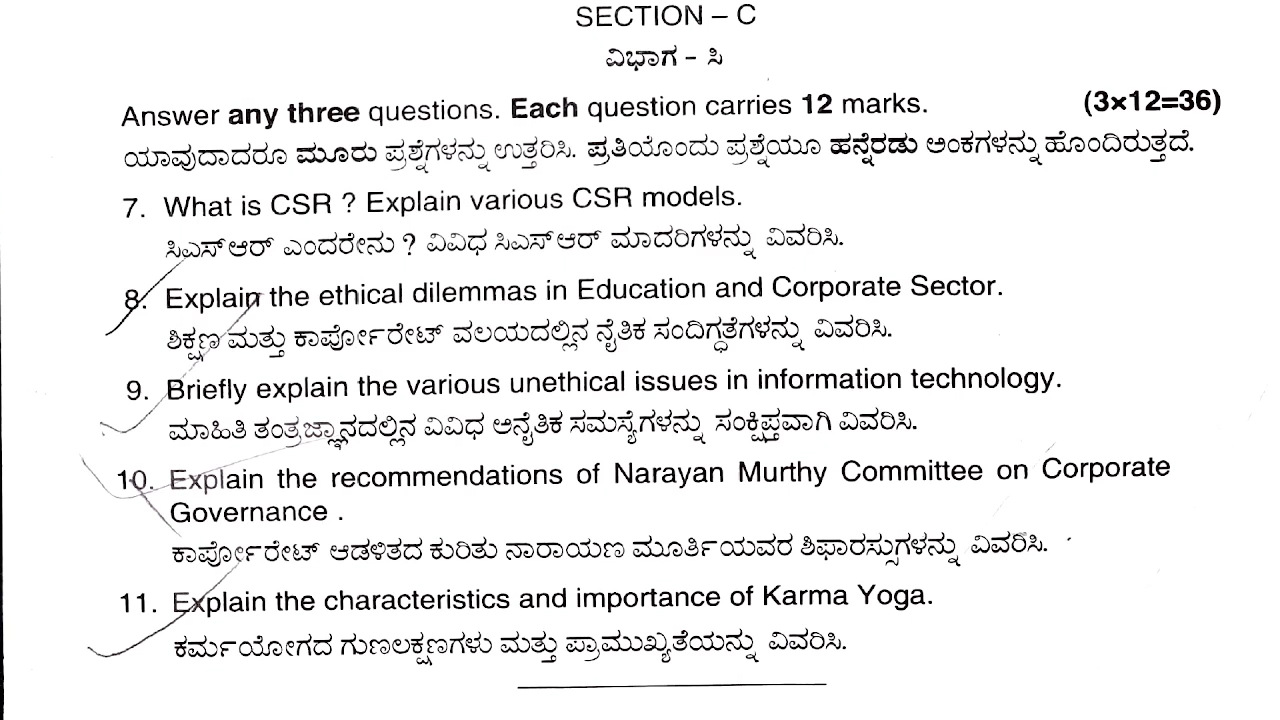 SECTION – C
ವಿಭಾಗ – ಸಿ
Answer any three questions. Each question carries 12 marks. (3×12=36)
ಯಾವುದಾದರೂ ಮೂರು ಪ್ರಶ್ನೆಗಳನ್ನು ಉತ್ತರಿಸಿ. ಪ್ರತಿಯೊಂದು ಪ್ರಶ್ನೆಯೂ ಹನ್ನೆರಡು ಅಂಕಗಳನ್ನು ಹೊಂದಿರುತ್ತದೆ.
7. What is CSR ? Explain various CSR models.
ಸಿಎಸ್ಆರ್ ಎಂದರೇನು ? ವಿವಿಧ ಸಿಎಸ್ಆರ್ ಮಾದರಿಗಳನ್ನು ವಿವರಿಸಿ.
8. Explain the ethical dilemmas in Education and Corporate Sector.
ಶಿಕ್ಷಣ ಮತ್ತು ಕಾರ್ಪೋರೇಟ್ ವಲಯದಲ್ಲಿನ ನೈತಿಕ ಸಂದಿಗ್ಧತೆಗಳನ್ನು ವಿವರಿಸಿ.
9. Briefly explain the various unethical issues in information technology.
ಮಾಹಿತಿ ತಂತ್ರಜ್ಞಾನದಲ್ಲಿನ ವಿವಿಧ ಅನೈತಿಕ ಸಮಸ್ಯೆಗಳನ್ನು ಸಂಕ್ಷಿಪ್ತವಾಗಿ ವಿವರಿಸಿ.
10. Explain the recommendations of Narayan Murthy Committee on Corporate
Governance .
ಕಾರ್ಪೋರೇಟ್ ಆಡಳಿತದ ಕುರಿತು ನಾರಾಯಣ ಮೂರ್ತಿಯವರ ಶಿಫಾರಸ್ಸುಗಳನ್ನು ವಿವರಿಸಿ.
11. Explain the characteristics and importance of Karma Yoga.
ಕರ್ಮಯೋಗದ ಗುಣಲಕ್ಷಣಗಳು ಮತ್ತು ಪ್ರಾಮುಖ್ಯತೆಯನ್ನು ವಿವರಿಸಿ.